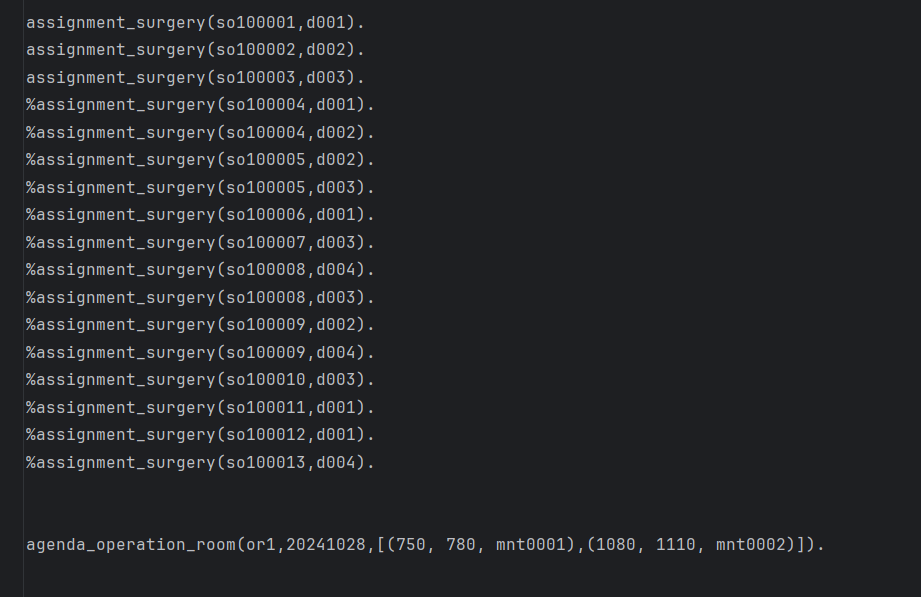 assignment_surgery(so100001,d001).
assignment_surgery(so100002,d002).
assignment_surgery(so100003,d003).
%assignment_surgery(so100004,d001).
%assignment_surgery(so100004,d002).
%assignment_surgery(so100005,d002).
%assignment_surgery(so100005,d003).
%assignment_surgery(so100006,d001).
%assignment_surgery(so100007,d003).
%assignment_surgery(so100008,d004).
%assignment_surgery(so100008,d003).
%assignment_surgery(so100009,d002).
%assignment_surgery(so100009,d004).
%assignment_surgery(so100010,d003).
%assignment_surgery(so100011,d001).
%assignment_surgery(so100012,d001).
%assignment_surgery(so100013,d004).
agenda_operation_room(or1,20241028,[(750, 780, mnt0001),(1080, 1110, mnt0002)]).